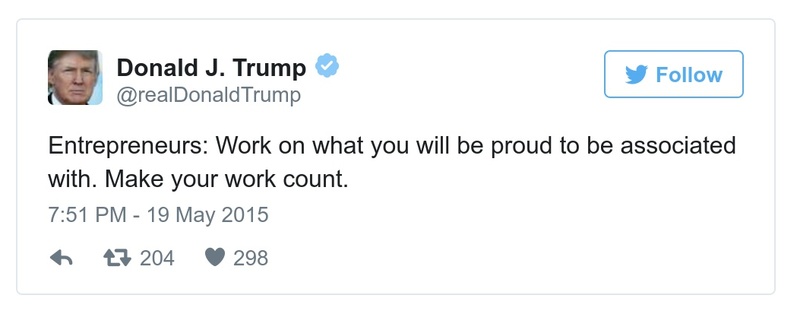 Donald J. Trump
@realDonaldTrump
Follow
Entrepreneurs: Work on what you will be proud to be associated
with. Make your work count.
7:51 PM - 19 May 2015
204 298